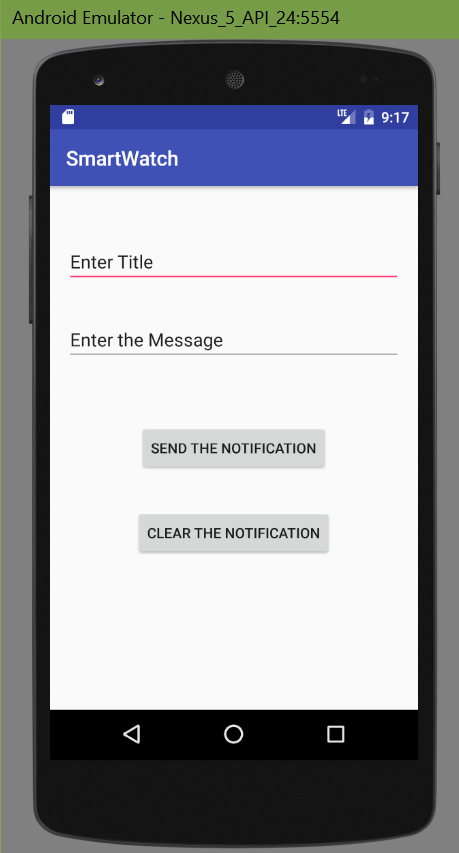 Android Emulator - Nexus_5_API_24:5554
LTE 9:17
SmartWatch
Enter Title
Enter the Message
SEND THE NOTIFICATION
CLEAR THE NOTIFICATION